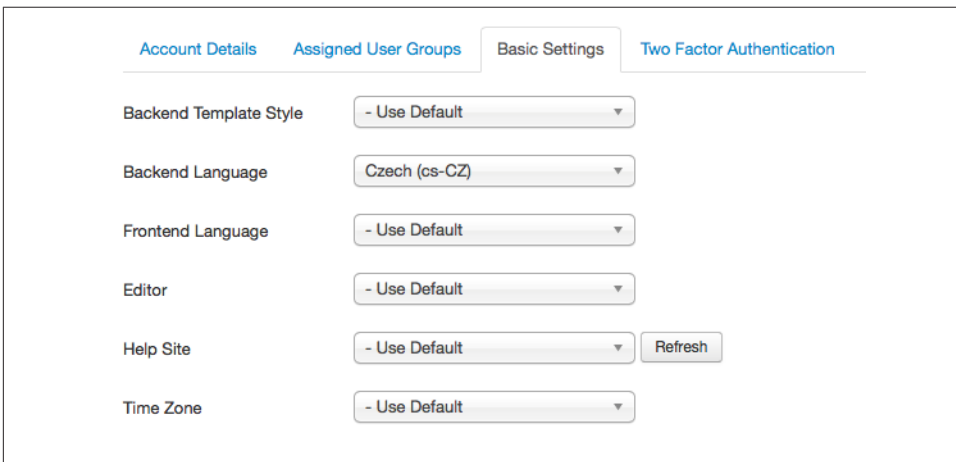 Account Details Assigned User Groups Basic Settings Two Factor Authentication
Backend Template Style - Use Default
Backend Language Czech (cs-CZ)
Frontend Language - Use Default
Editor - Use Default
Help Site - Use Default Refresh
Time Zone - Use Default